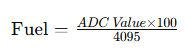 Fuel = ADC Value×100 / 4095